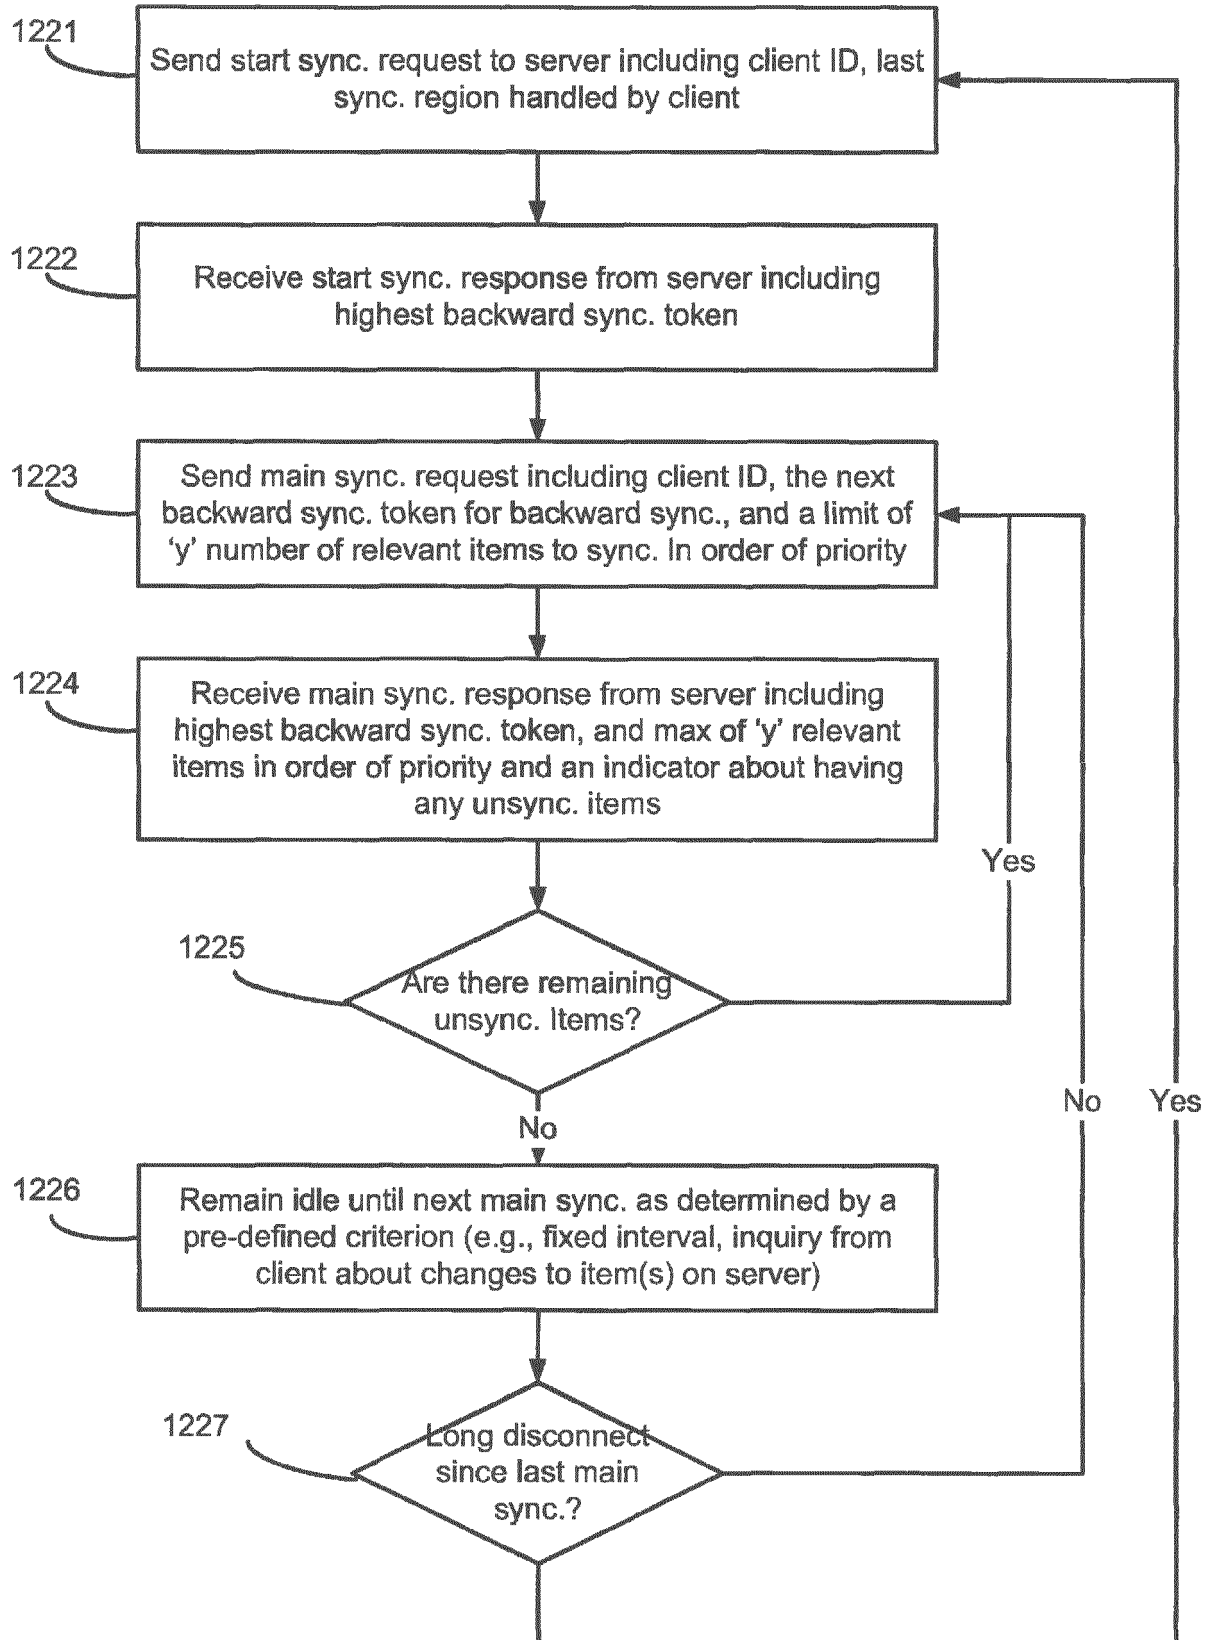 1221
Send start sync. request to server including client ID, last
sync. region handled by client
1222
Receive start sync. response from server including
highest backward sync. token
1223
Send main sync. request including client ID, the next
backward sync. token for backward sync., and a limit of
'y' number of relevant items to sync. In order of priority
1224
Receive main sync. response from server including
highest backward sync. token, and max of 'y' relevant
items in order of priority and an indicator about having
any unsync. items
Yes
1225
Are there remaining
unsync. Items?
No
Yes
No
1226
Remain idle until next main sync. as determined by a
pre-defined criterion (e.g., fixed interval, inquiry from
client about changes to item(s) on server)
1227
Long disconnect
since last main
sync.?